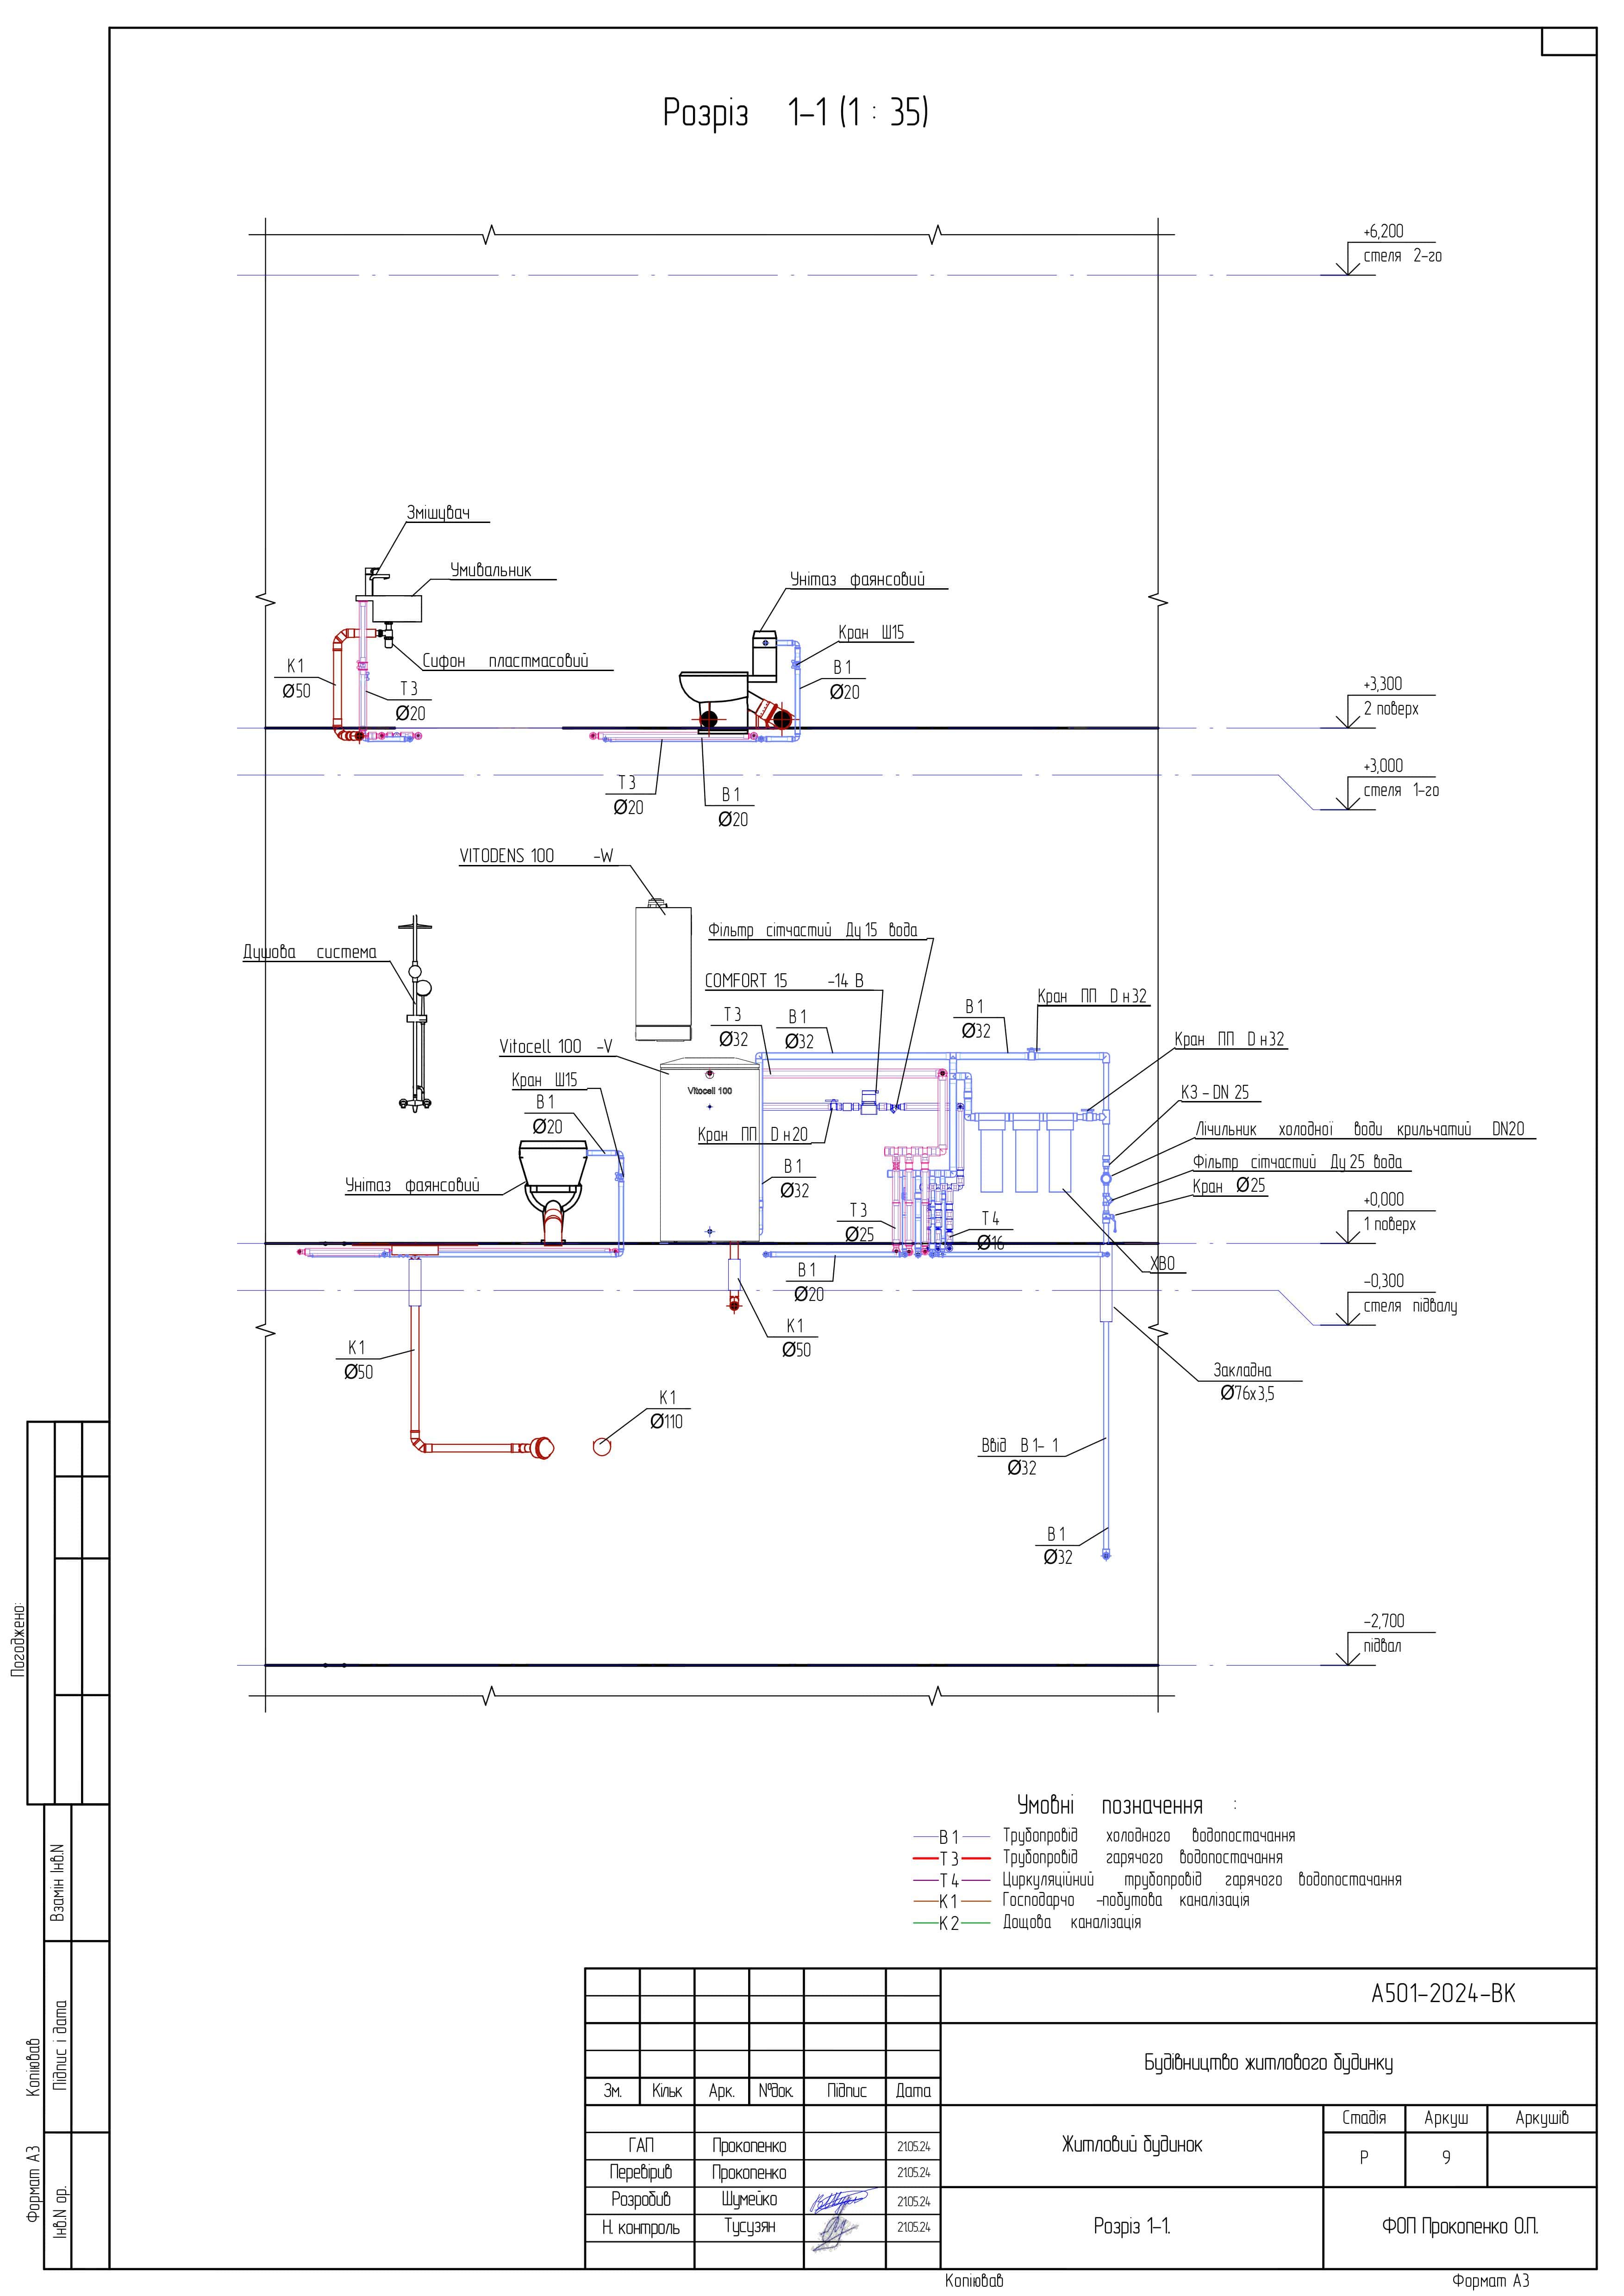 Розріз 1-1 (1 : 35)
+6,200
стеля 2-го
Змішувач
Умивальник
Унітаз фаянсовий
Кран Ш15
Сифон пластмасовий
К1
Ø50
Т3
Ø20
В1
Ø20
+3,300
2 поверх
Т3
Ø20
В1
Ø20
+3,000
стеля 1-го
VITODENS 100 -W
Душова система
Фільтр сітчастий Ду 15 вода
COMFORT 15 -14 В
Т3
Ø32
В1
Ø32
В1
Ø32
Кран ПП Dн32
Кран ПП Dн32
Vitocell 100 -V
Vitocell 100
Кран Ш15
В1
Ø20
КЗ - DN 25
Кран ПП Dн20
Лічильник холодної води крильчатий DN20
Унітаз фаянсовий
В1
Ø32
Фільтр сітчастий Ду 25 вода
Кран Ø25
Т3
Ø25
Т4
Ø16
+0,000
1 поверх
ХВО
В1
Ø20
-0,300
стеля підвалу
К1
Ø50
К1
Ø50
Закладна
Ø76х3,5
К1
Ø110
Ввід В1- 1
Ø32
В1
Ø32
-2,700
підвал
Умовні позначення :
В1 Трубопровід холодного водопостачання
Т3 Трубопровід гарячого водопостачання
Т4 Циркуляційний трубопровід гарячого водопостачання
К1 Господарчо -побутова каналізація
К2 Дощова каналізація
Погоджено:
Взамін Інв.N
Підпис і дата
Інв.N ор.
Копіював
Формат А3
А501-2024-ВК
Будівництво житлового будинку
Зм. Кільк Арк. №док. Підпис Дата
Житловий будинок
Стадія Аркуш Аркушів
Р 9
ГАП Прокопенко 21.05.24
Перевірив Прокопенко 21.05.24
Розробив Шумейко 21.05.24
Н. контроль Тусузян 21.05.24
Розріз 1-1.
ФОП Прокопенко О.П.
Копіював
Формат А3